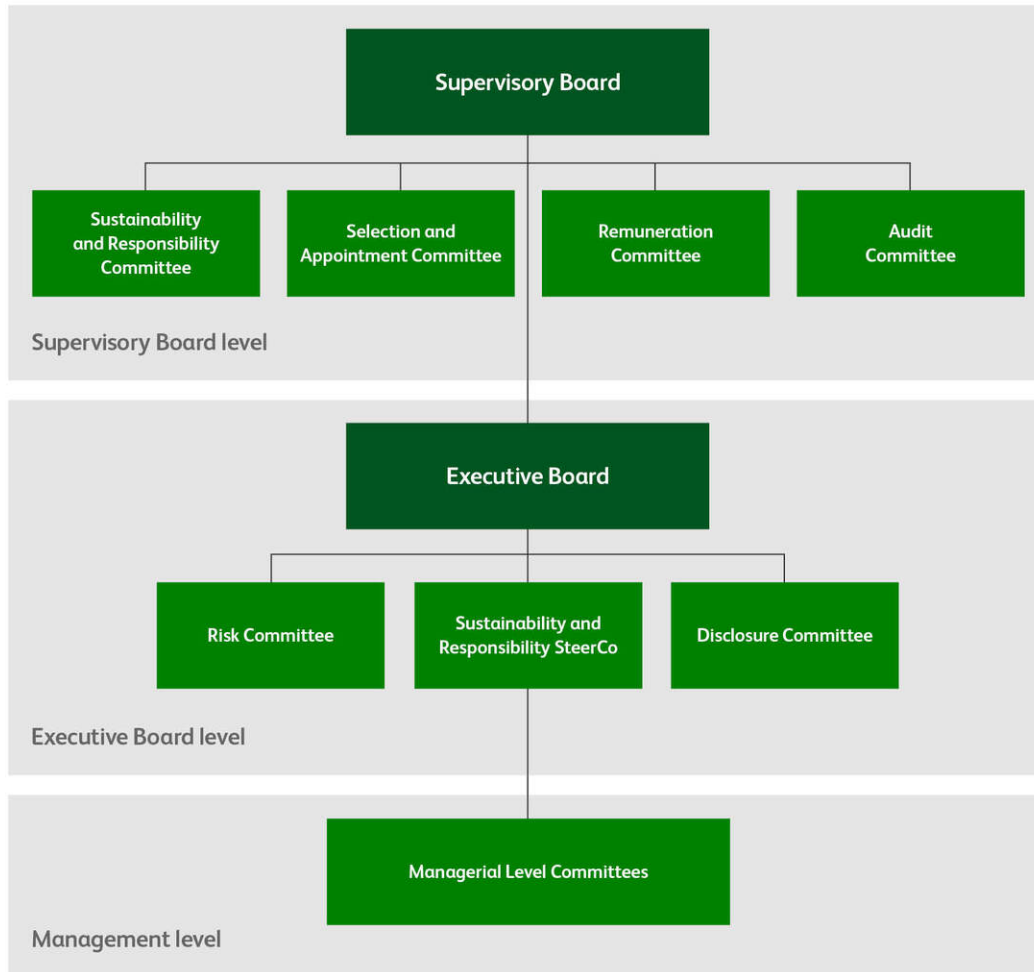 Supervisory Board
Sustainability
and Responsibility
Committee
Selection and
Appointment Committee
Remuneration
Committee
Audit
Committee
Supervisory Board level
Executive Board
Risk Committee
Sustainability and
Responsibility SteerCo
Disclosure Committee
Executive Board level
Managerial Level Committees
Management level